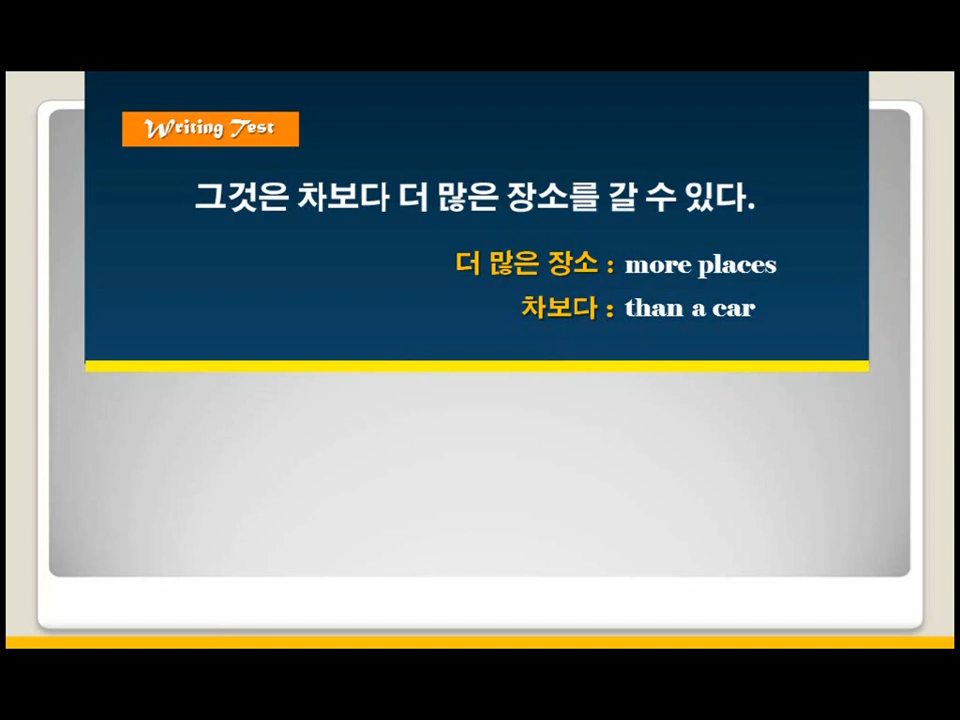 Writing Test
그것은 차보다 더 많은 장소를 갈 수 있다.
더 많은 장소 : more places
차보다 : than a car